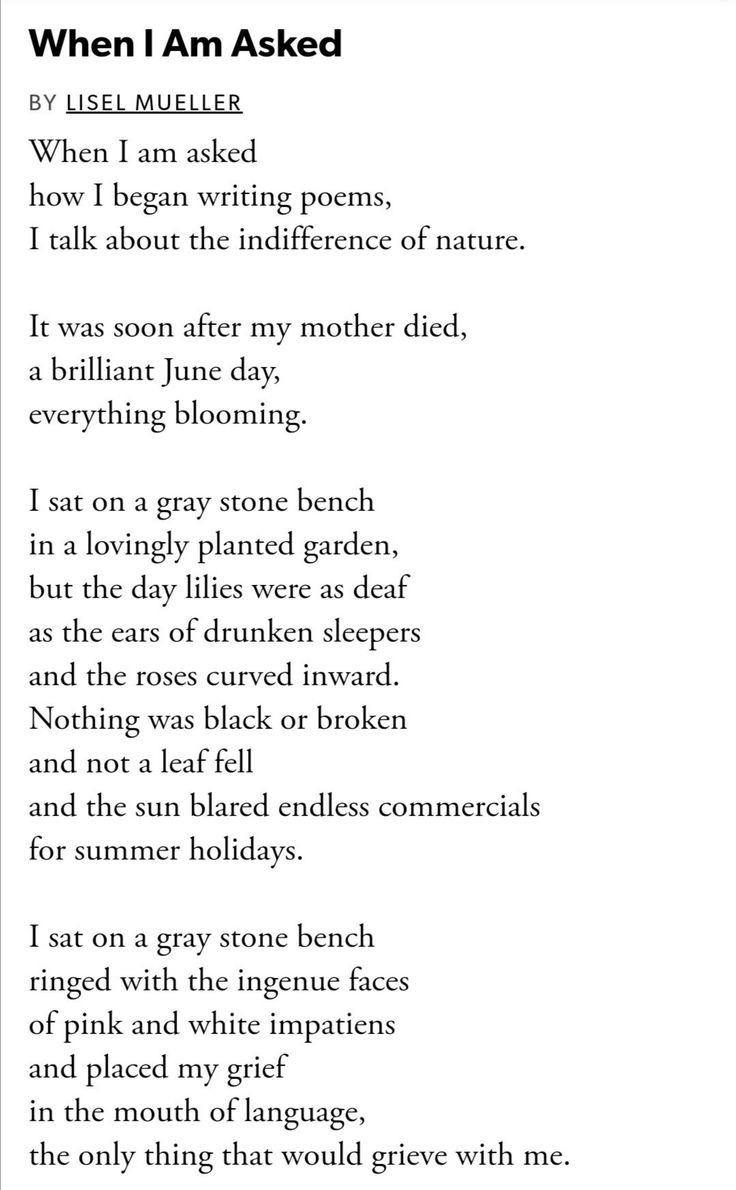 When I Am Asked
BY LISEL MUELLER
When I am asked
how I began writing poems,
I talk about the indifference of nature.
It was soon after my mother died,
a brilliant June day,
everything blooming.
I sat on a gray stone bench
in a lovingly planted garden,
but the day lilies were as deaf
as the ears of drunken sleepers
and the roses curved inward.
Nothing was black or broken
and not a leaf fell
and the sun blared endless commercials
for summer holidays.
I sat on a gray stone bench
ringed with the ingenue faces
of pink and white impatiens
and placed my grief
in the mouth of language,
the only thing that would grieve with me.